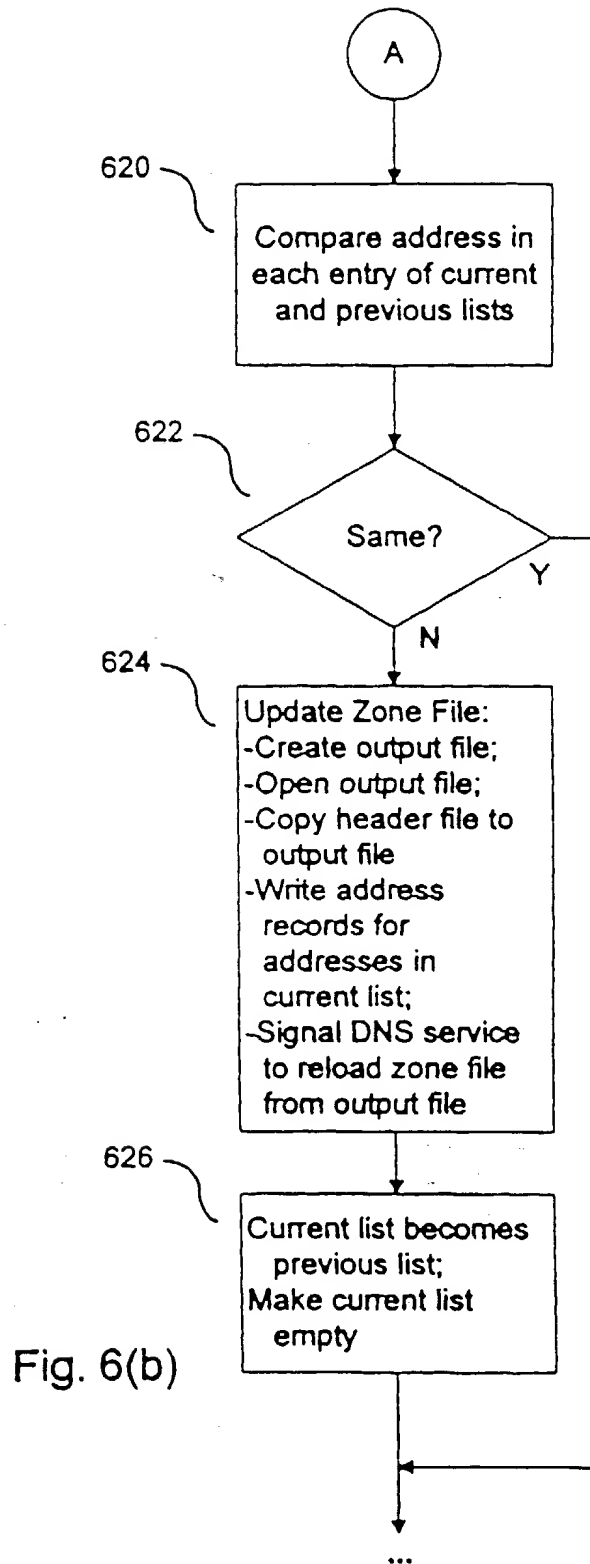 A
620
Compare address in
each entry of current
and previous lists
622
Same?
Y
N
624
Update Zone File:
-Create output file;
-Open output file;
-Copy header file to
output file
-Write address
records for
addresses in
current list;
-Signal DNS service
to reload zone file
from output file
626
Current list becomes
previous list;
Make current list
empty
Fig. 6(b)
...